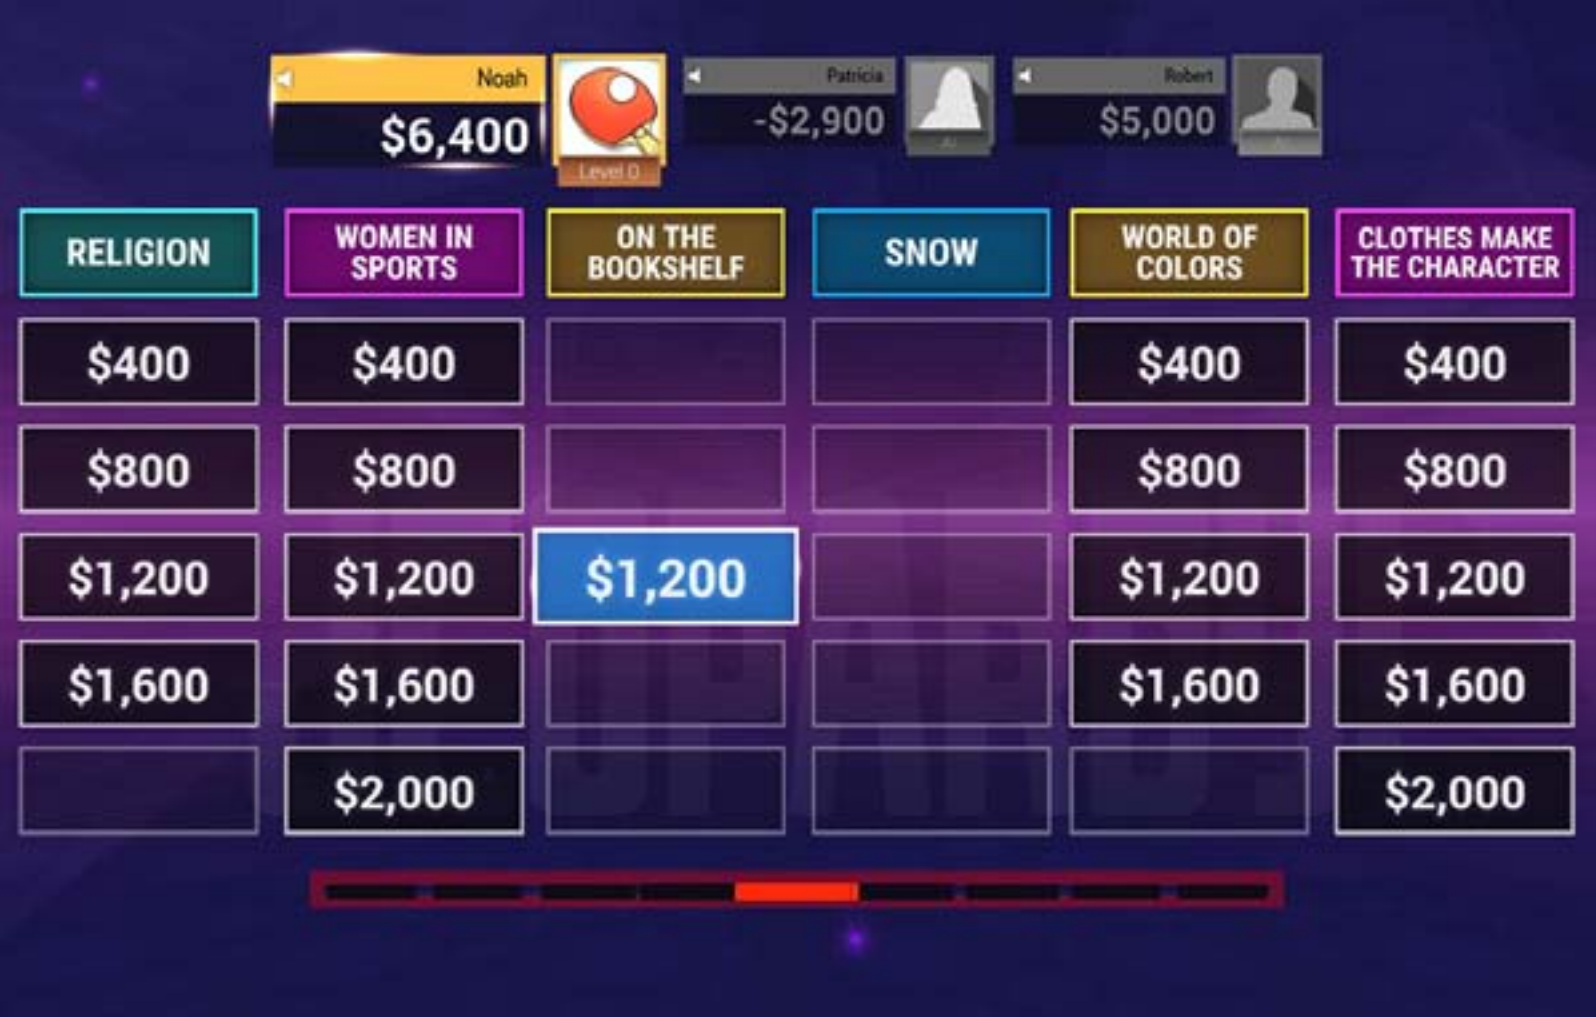 Noah
$6,400
Level 0
Patricia
-$2,900
Robert
$5,000
RELIGION
WOMEN IN
SPORTS
ON THE
BOOKSHELF
SNOW
WORLD OF
COLORS
CLOTHES MAKE
THE CHARACTER
$400
$400
$400
$400
$800
$800
$800
$800
$1,200
$1,200
$1,200
$1,200
$1,200
$1,600
$1,600
$1,600
$1,600
$2,000
$2,000